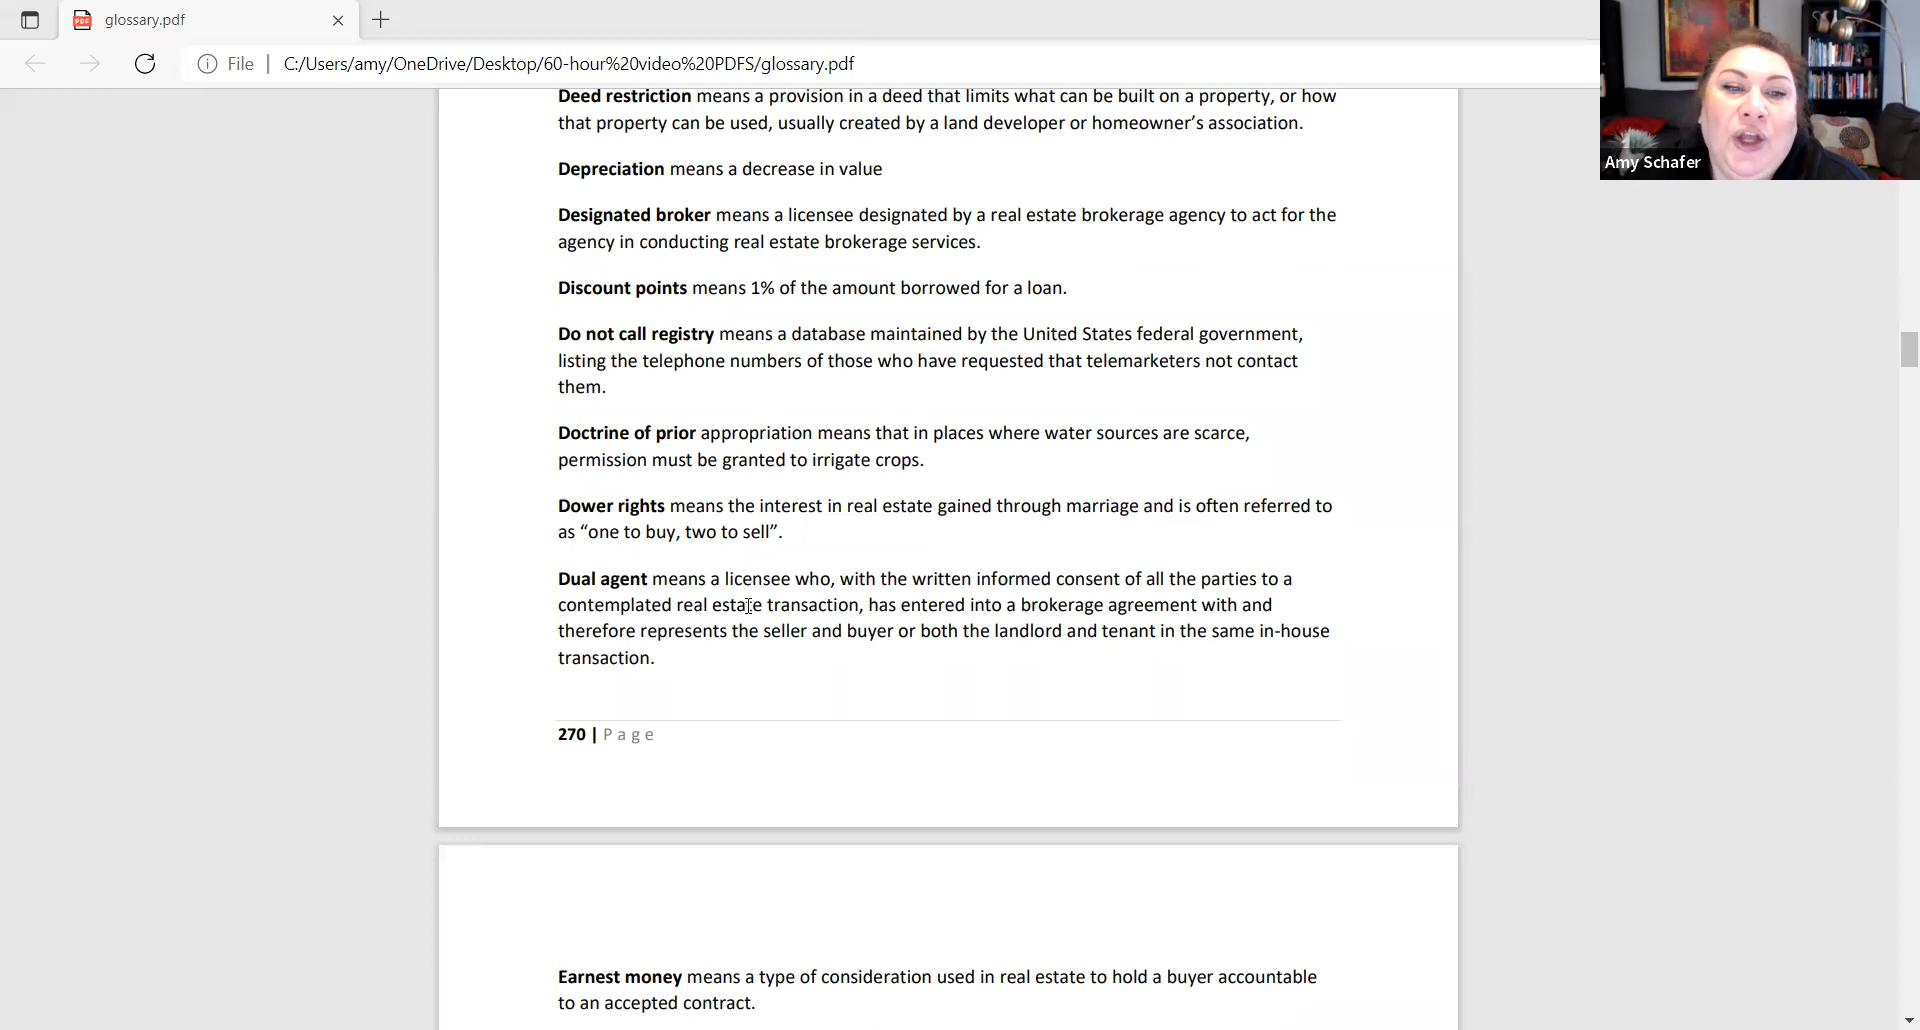 glossary.pdf
File | C:/Users/amy/OneDrive/Desktop/60-hour%20video%20PDFS/glossary.pdf
Amy Schafer
Deed restriction means a provision in a deed that limits what can be built on a property, or how
that property can be used, usually created by a land developer or homeowner’s association.
Depreciation means a decrease in value
Designated broker means a licensee designated by a real estate brokerage agency to act for the
agency in conducting real estate brokerage services.
Discount points means 1% of the amount borrowed for a loan.
Do not call registry means a database maintained by the United States federal government,
listing the telephone numbers of those who have requested that telemarketers not contact
them.
Doctrine of prior appropriation means that in places where water sources are scarce,
permission must be granted to irrigate crops.
Dower rights means the interest in real estate gained through marriage and is often referred to
as “one to buy, two to sell”.
Dual agent means a licensee who, with the written informed consent of all the parties to a
contemplated real estate transaction, has entered into a brokerage agreement with and
therefore represents the seller and buyer or both the landlord and tenant in the same in-house
transaction.
270 | Page
Earnest money means a type of consideration used in real estate to hold a buyer accountable
to an accepted contract.